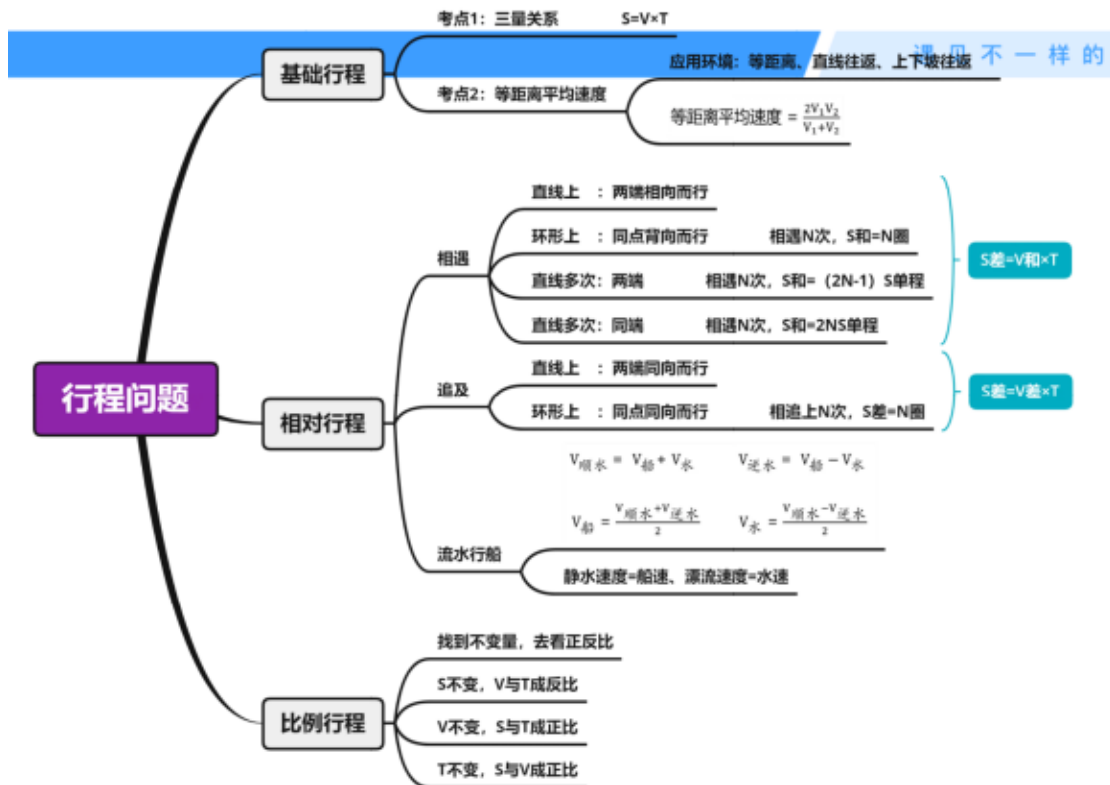 考点1：三量关系 S=V×T
遇见不一样的
基础行程
应用环境：等距离、直线往返、上下坡往返
考点2：等距离平均速度
等距离平均速度 = 2V₁V₂/(V₁+V₂)
直线上 ：两端相向而行
环形上 ：同点背向而行 相遇N次，S和=N圈
相遇
S差=V和×T
直线多次：两端 相遇N次，S和=（2N-1）S单程
直线多次：同端 相遇N次，S和=2NS单程
行程问题
直线上 ：两端同向而行
追及
S差=V差×T
环形上 ：同点同向而行 相追上N次，S差=N圈
相对行程
V顺水 = V船 + V水 V逆水 = V船 − V水
V船 = (V顺水+V逆水)/2 V水 = (V顺水−V逆水)/2
流水行船
静水速度=船速、漂流速度=水速
找到不变量，去看正反比
S不变，V与T成反比
比例行程
V不变，S与T成正比
T不变，S与V成正比